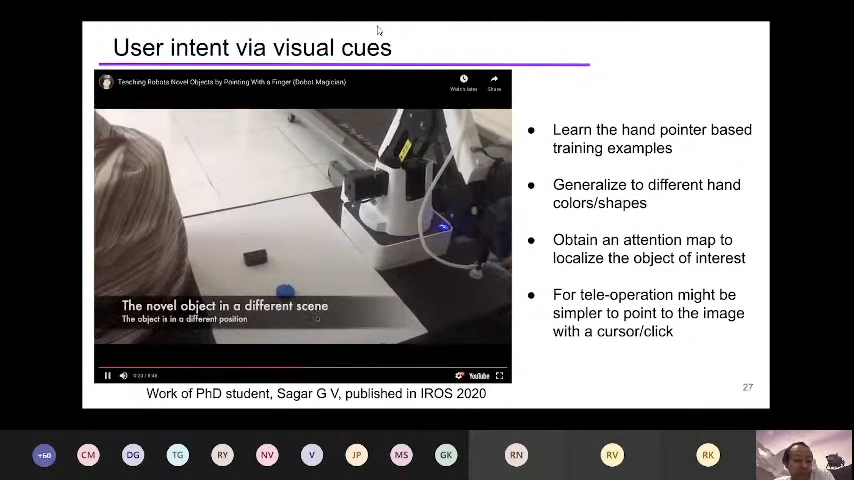 User intent via visual cues
Teaching Robots Novel Objects by Pointing With a Finger (Dobot Magician)
Watch later
Share
The novel object in a different scene
The object is in a different position
YouTube
Work of PhD student, Sagar G V, published in IROS 2020
● Learn the hand pointer based
training examples
● Generalize to different hand
colors/shapes
● Obtain an attention map to
localize the object of interest
● For tele-operation might be
simpler to point to the image
with a cursor/click
27
+60
CM
DG
TG
RY
NV
V
JP
MS
GK
RN
RV
RK